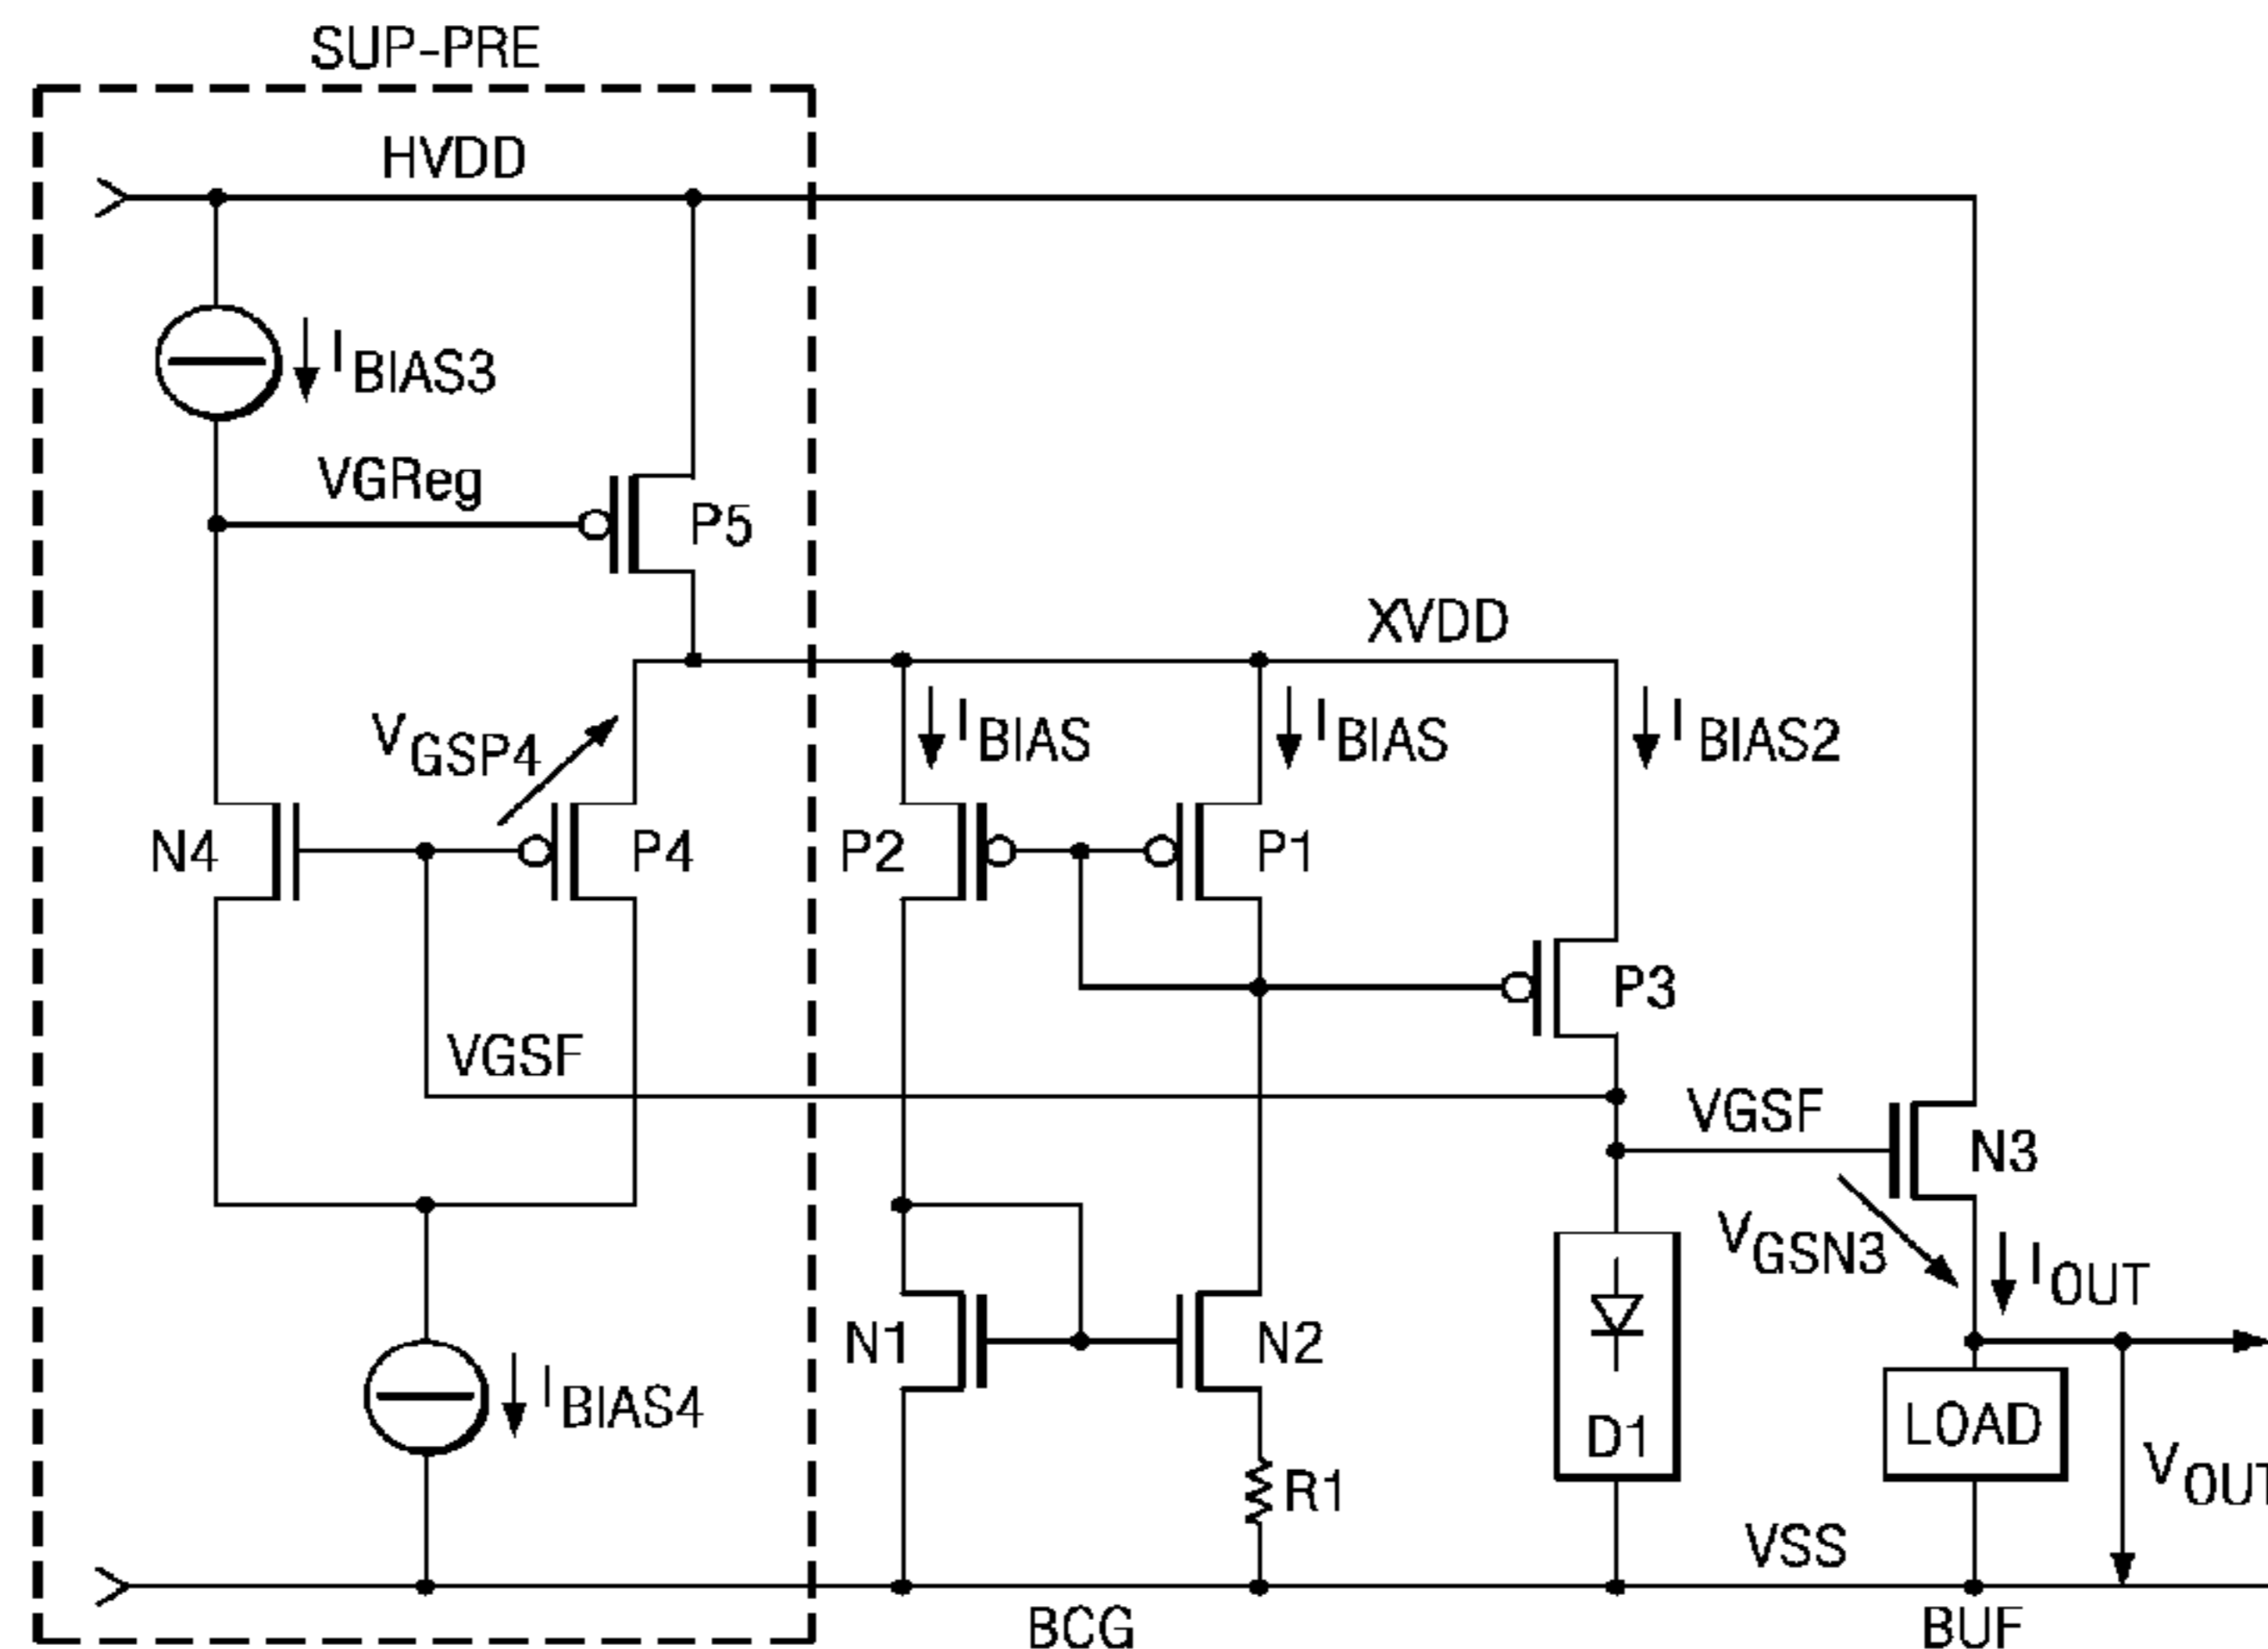 SUP-PRE
HVDD
IBIAS3
VGReg
P5
XVDD
VGSP4
IBIAS
IBIAS
IBIAS2
N4
P4
P2
P1
P3
VGSF
VGSF
N3
VGSN3
IOUT
N1
N2
D1
LOAD
IBIAS4
R1
VOUT
VSS
BCG
BUF